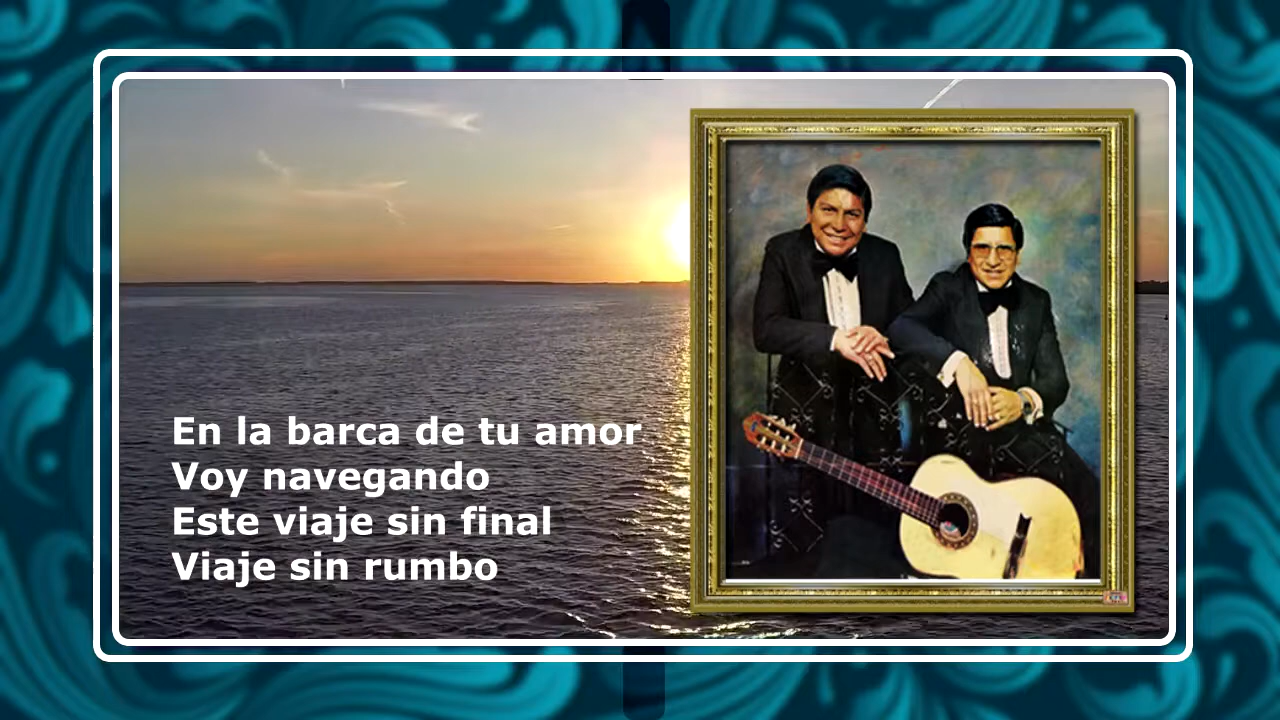 En la barca de tu amor
Voy navegando
Este viaje sin final
Viaje sin rumbo